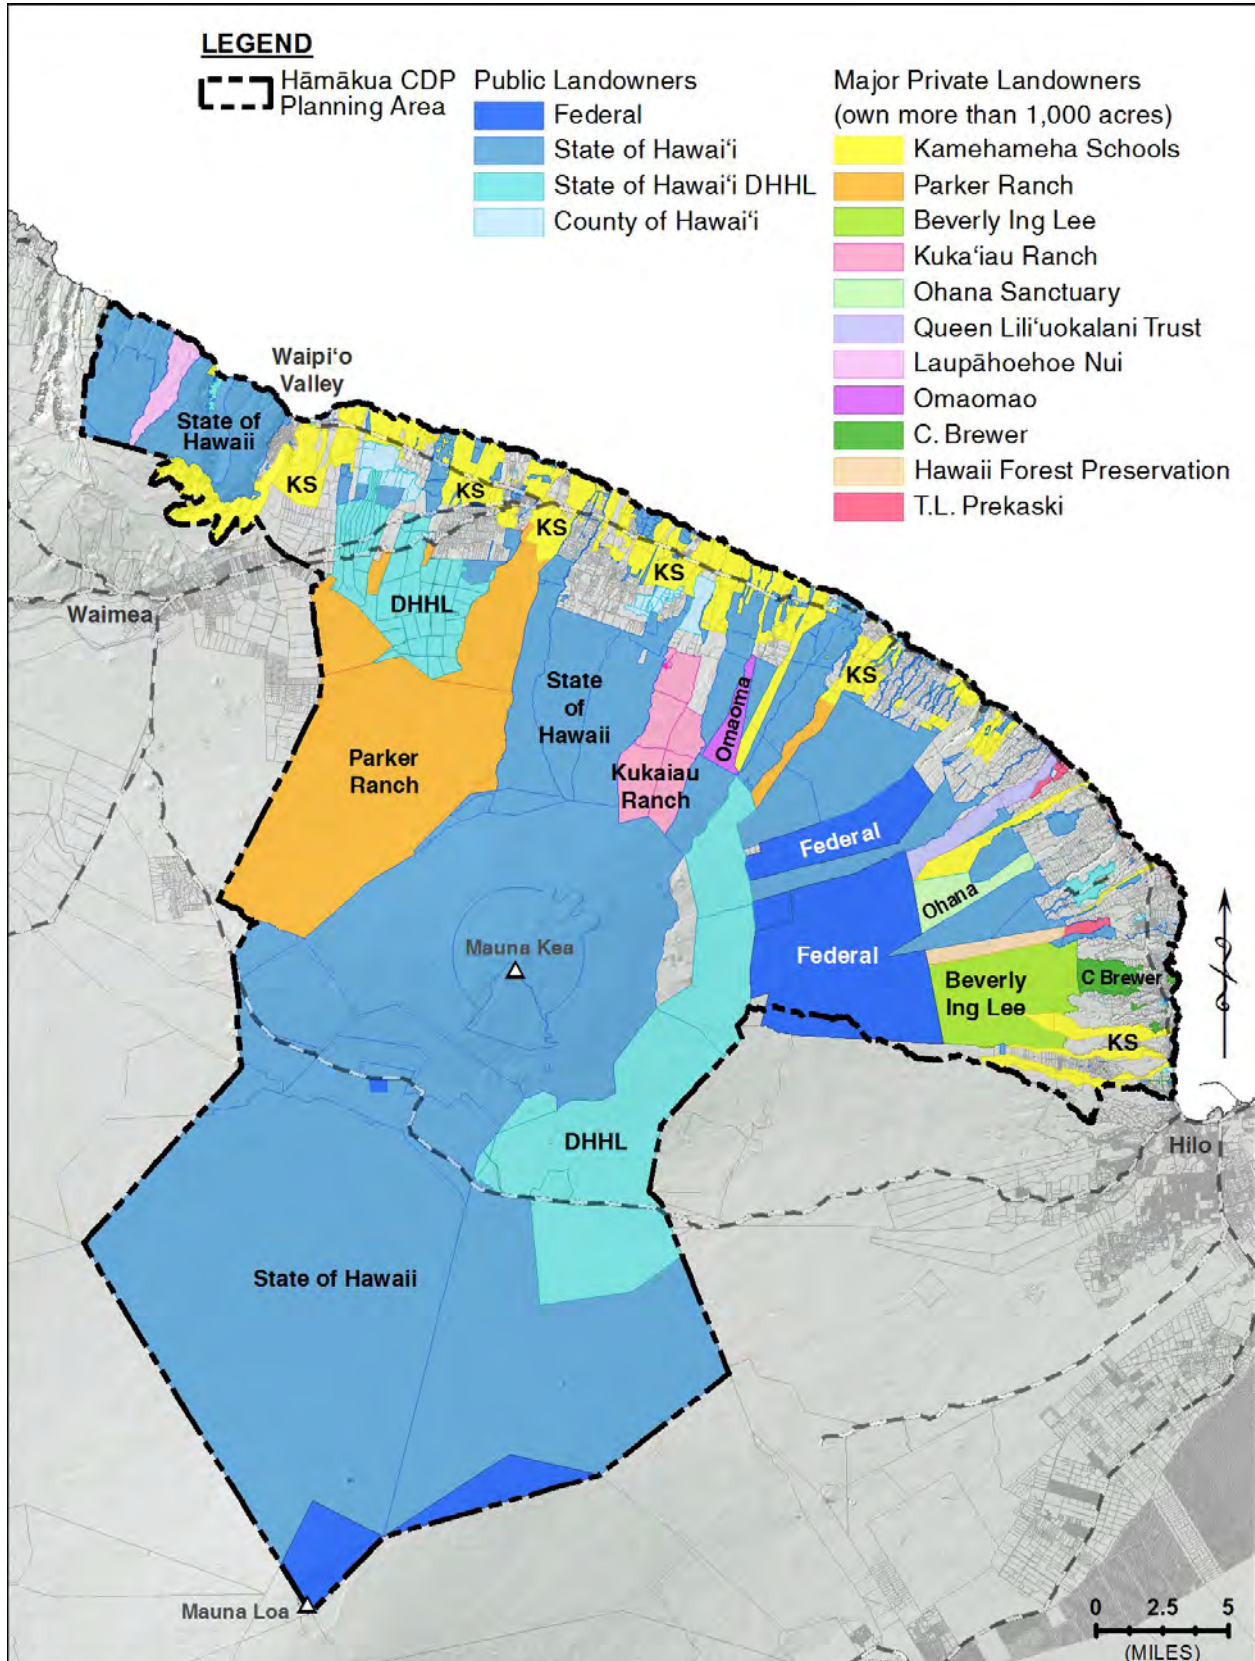 LEGEND
Hāmākua CDP
Planning Area
Public Landowners
Federal
State of Hawai‘i
State of Hawai‘i DHHL
County of Hawai‘i
Major Private Landowners
(own more than 1,000 acres)
Kamehameha Schools
Parker Ranch
Beverly Ing Lee
Kuka‘iau Ranch
Ohana Sanctuary
Queen Lili‘uokalani Trust
Laupāhoehoe Nui
Omaomao
C. Brewer
Hawaii Forest Preservation
T.L. Prekaski
Waipi‘o
Valley
State of
Hawaii
KS
KS
KS
KS
Waimea
DHHL
KS
State
of
Hawaii
Omaoma
Parker
Ranch
Kukaiau
Ranch
Federal
Ohana
Mauna Kea
Federal
Beverly
Ing Lee
C Brewer
KS
DHHL
Hilo
State of Hawaii
Mauna Loa
0 2.5 5
(MILES)